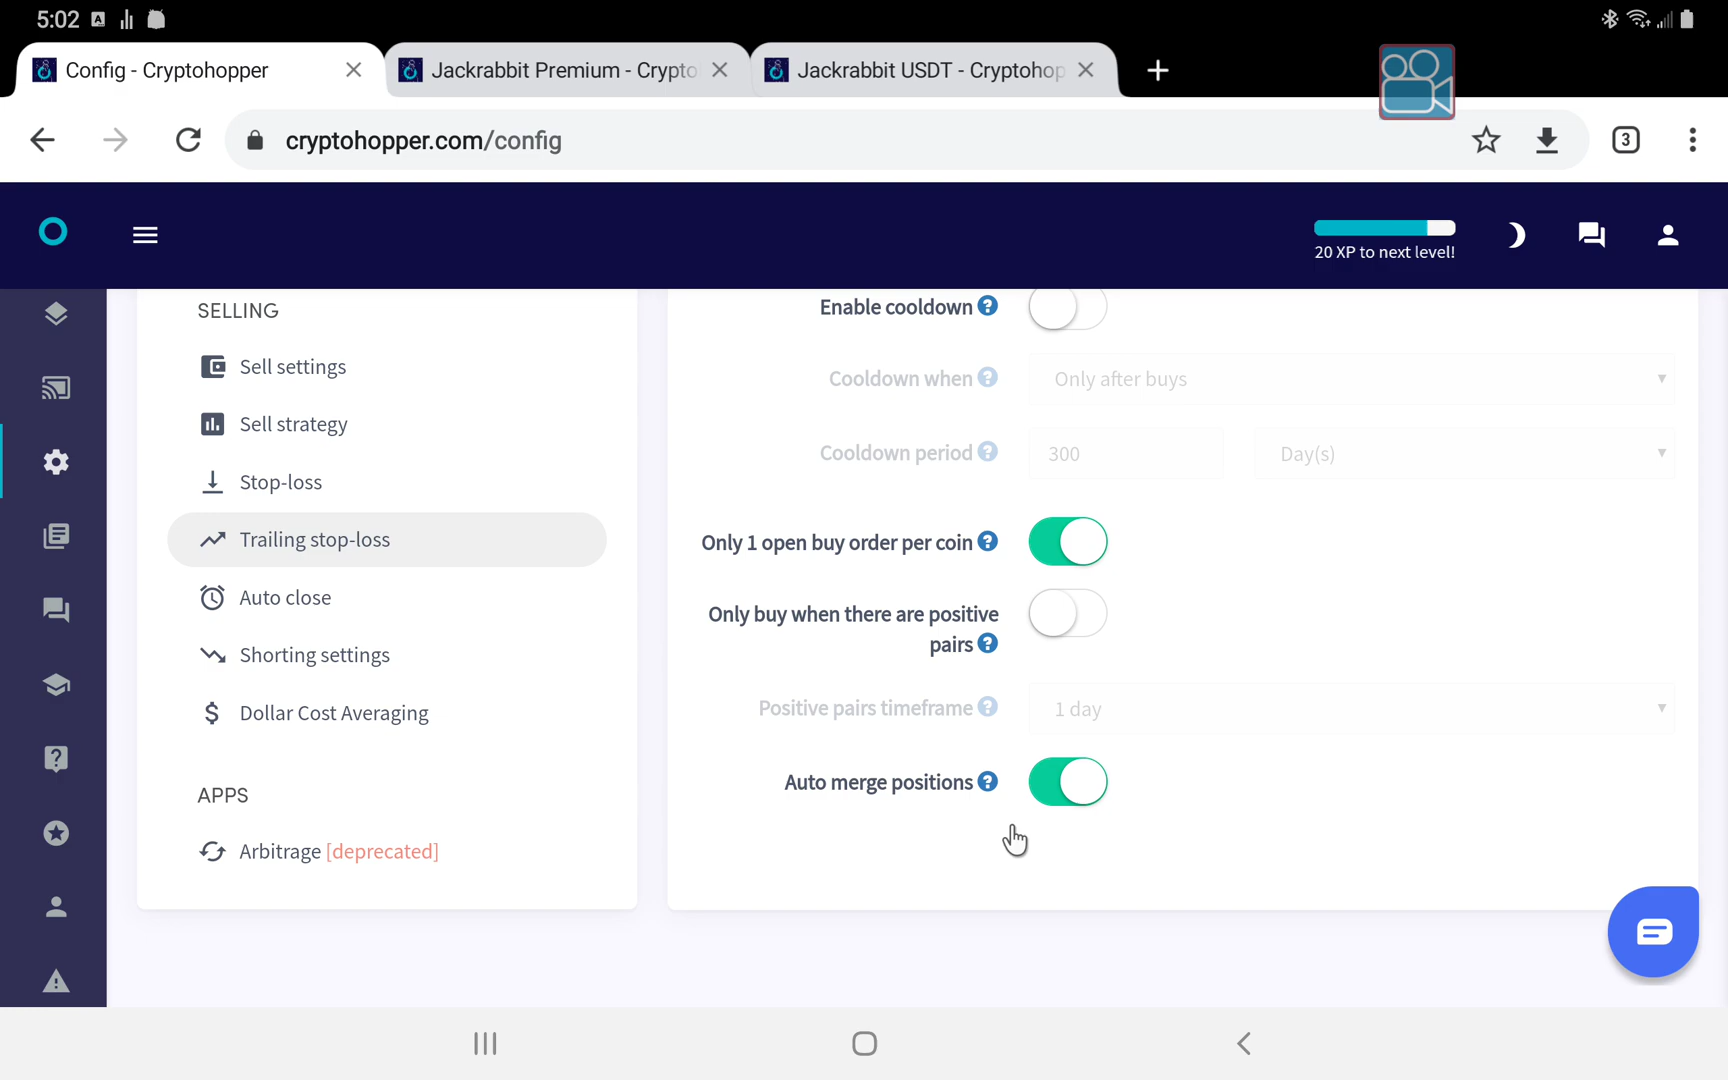 5:02
Config - Cryptohopper
Jackrabbit Premium - Crypto
Jackrabbit USDT - Cryptohop
cryptohopper.com/config
3
20 XP to next level!
SELLING
Sell settings
Sell strategy
Stop-loss
Trailing stop-loss
Auto close
Shorting settings
Dollar Cost Averaging
APPS
Arbitrage [deprecated]
Enable cooldown
Cooldown when
Only after buys
Cooldown period
300
Day(s)
Only 1 open buy order per coin
Only buy when there are positive
pairs
Positive pairs timeframe
1 day
Auto merge positions